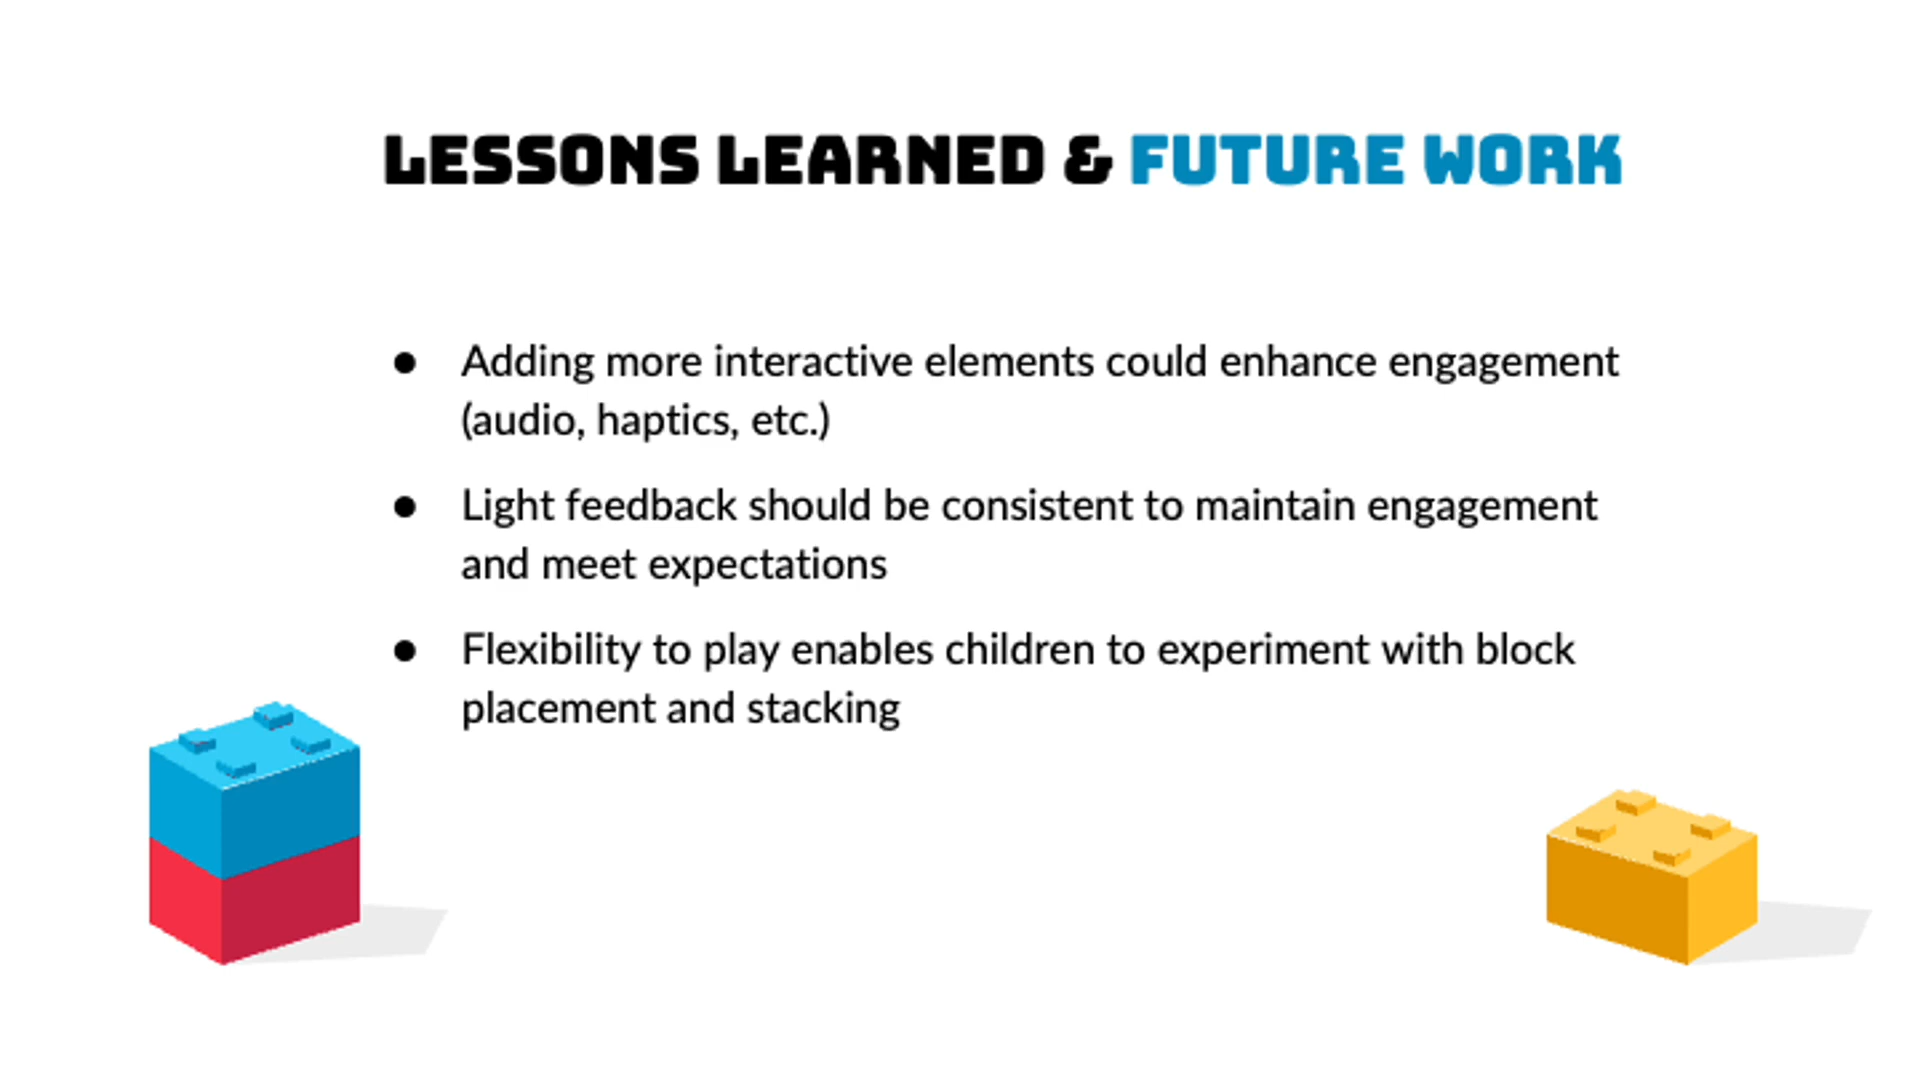 LESSONS LEARNED & FUTURE WORK
● Adding more interactive elements could enhance engagement
(audio, haptics, etc.)
● Light feedback should be consistent to maintain engagement
and meet expectations
● Flexibility to play enables children to experiment with block
placement and stacking